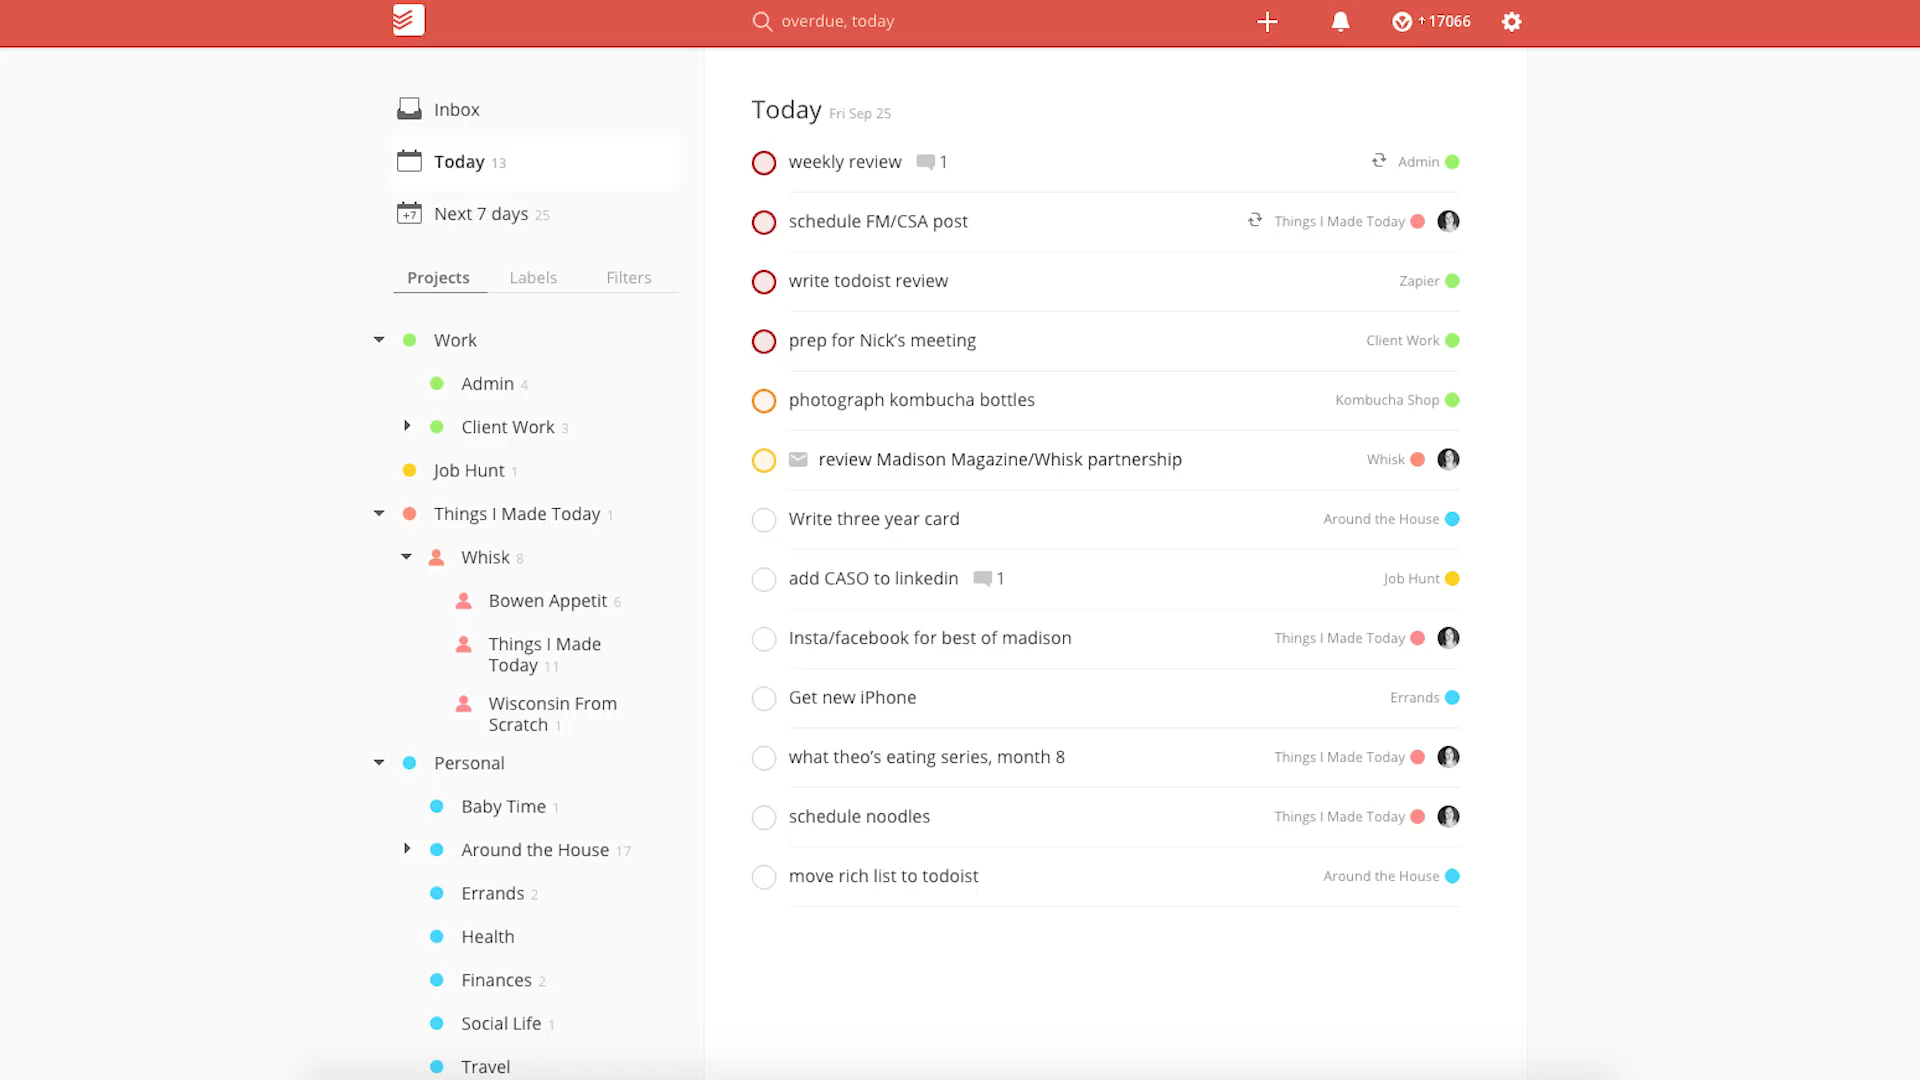 overdue, today
17066
Inbox
Today 13
+7
Next 7 days 25
Projects Labels Filters
Work
Admin 4
Client Work 3
Job Hunt 1
Things I Made Today 1
Whisk 8
Bowen Appetit 6
Things I Made
Today 11
Wisconsin From
Scratch 1
Personal
Baby Time 1
Around the House 17
Errands 2
Health
Finances 2
Social Life 1
Travel
Today Fri Sep 25
weekly review 1 Admin
schedule FM/CSA post Things I Made Today
write todoist review Zapier
prep for Nick’s meeting Client Work
photograph kombucha bottles Kombucha Shop
review Madison Magazine/Whisk partnership Whisk
Write three year card Around the House
add CASO to linkedin 1 Job Hunt
Insta/facebook for best of madison Things I Made Today
Get new iPhone Errands
what theo’s eating series, month 8 Things I Made Today
schedule noodles Things I Made Today
move rich list to todoist Around the House